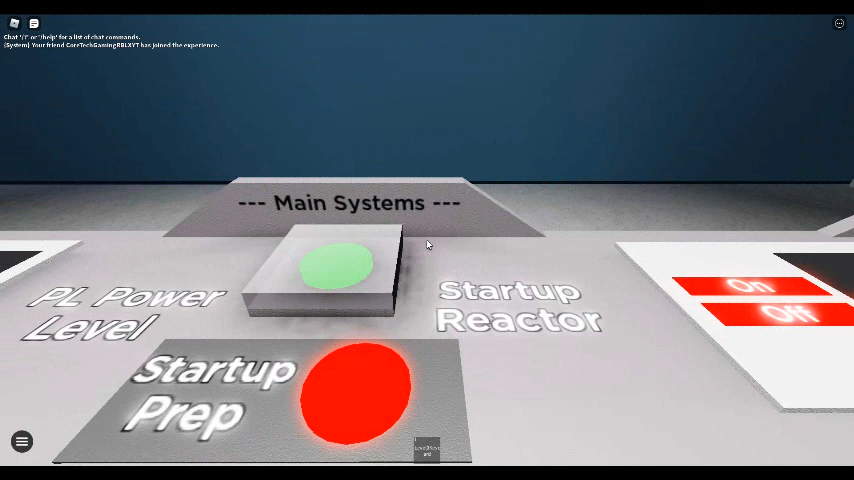 Chat '/?' or '/help' for a list of chat commands.
[System] Your friend CoreTechGamingRBLXYT has joined the experience.
--- Main Systems ---
PL Power
Level
Startup
Reactor
On
Off
Startup
Prep